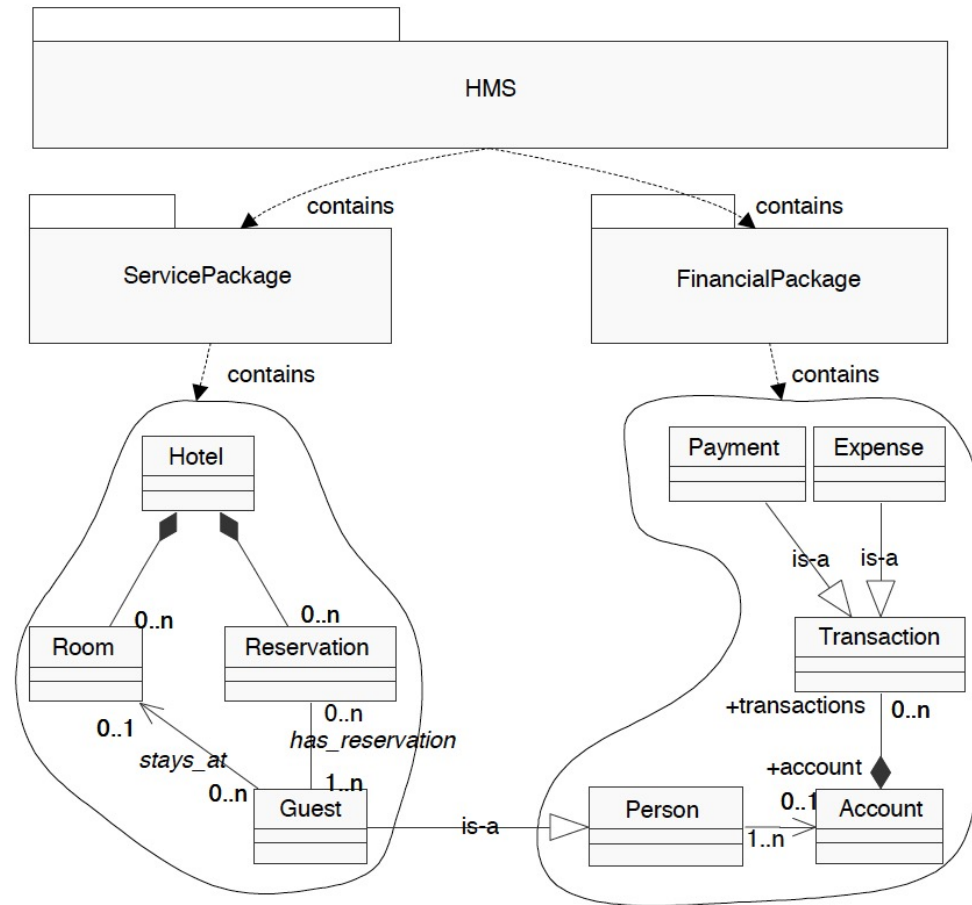 HMS
contains
contains
ServicePackage
FinancialPackage
contains
contains
Hotel
Payment
Expense
is-a
is-a
0..n
0..n
Room
Reservation
Transaction
0..1
0..n
+transactions
0..n
has_reservation
stays_at
+account
0..n
1..n
0..1
Guest
Person
Account
is-a
1..n